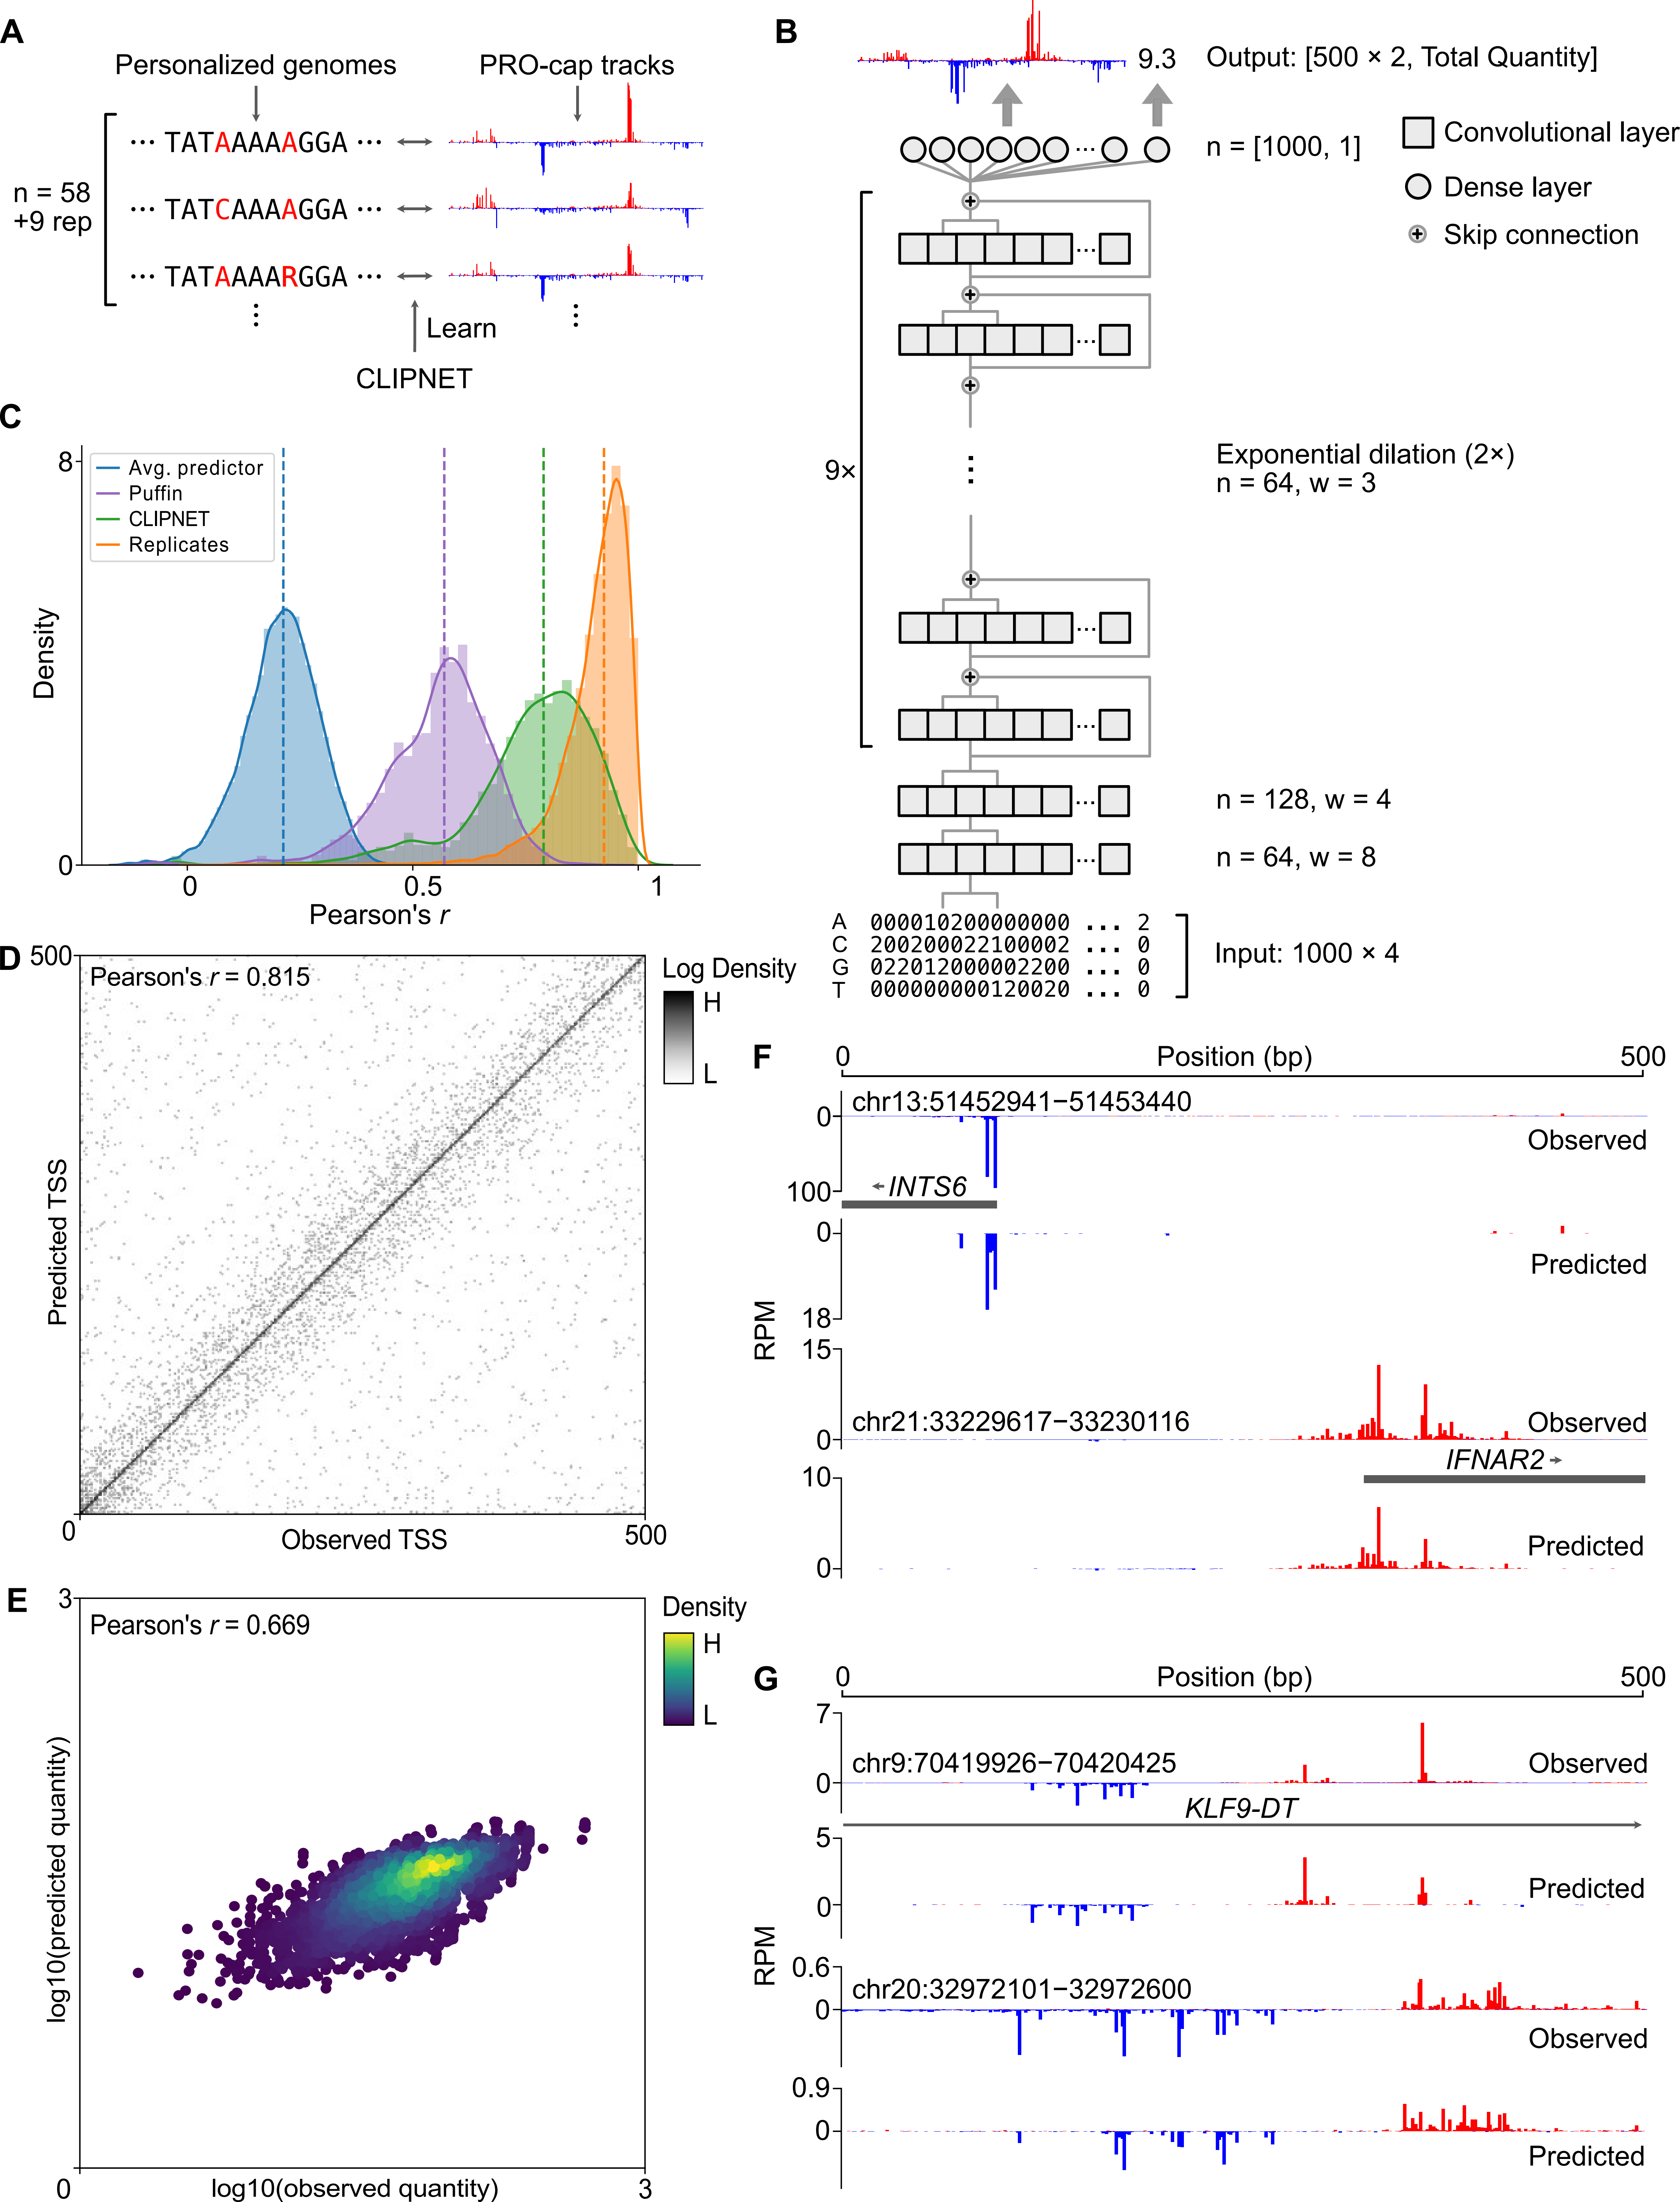 A
Personalized genomes
PRO-cap tracks
n = 58
+9 rep
··· TATAAAAAGGA ···
··· TATCAAAAGGA ···
··· TATAAAARGGA ···
Learn
CLIPNET
B
9.3
Output: [500 × 2, Total Quantity]
n = [1000, 1]
Convolutional layer
Dense layer
Skip connection
9×
Exponential dilation (2×)
n = 64, w = 3
n = 128, w = 4
n = 64, w = 8
A 000010200000000 ... 2
C 200200022100002 ... 0
G 022012000002200 ... 0
T 000000000120020 ... 0
Input: 1000 × 4
C
8
Avg. predictor
Puffin
CLIPNET
Replicates
Density
0
0 0.5 1
Pearson's r
D
500
Pearson's r = 0.815
Log Density
H
L
Predicted TSS
0
Observed TSS
500
E
3
Pearson's r = 0.669
Density
H
L
log10(predicted quantity)
0
log10(observed quantity)
3
F
0 Position (bp) 500
chr13:51452941−51453440
0
Observed
100
INTS6
0
Predicted
18
RPM
15
chr21:33229617−33230116
Observed
0
IFNAR2
10
Predicted
0
G
0 Position (bp) 500
7
chr9:70419926−70420425
Observed
0
KLF9-DT
5
Predicted
0
RPM
0.6
chr20:32972101−32972600
0
Observed
0.9
0
Predicted